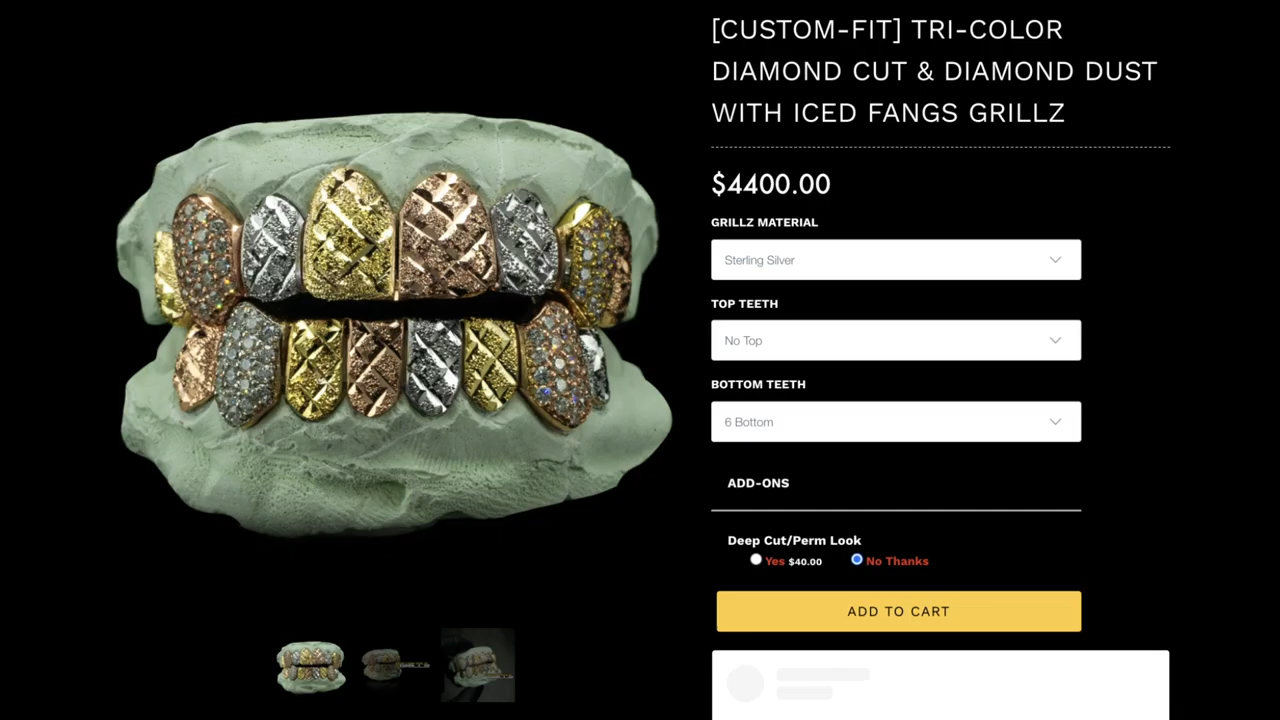 [CUSTOM-FIT] TRI-COLOR
DIAMOND CUT & DIAMOND DUST
WITH ICED FANGS GRILLZ
$4400.00
GRILLZ MATERIAL
Sterling Silver
TOP TEETH
No Top
BOTTOM TEETH
6 Bottom
ADD-ONS
Deep Cut/Perm Look
Yes $40.00 No Thanks
ADD TO CART